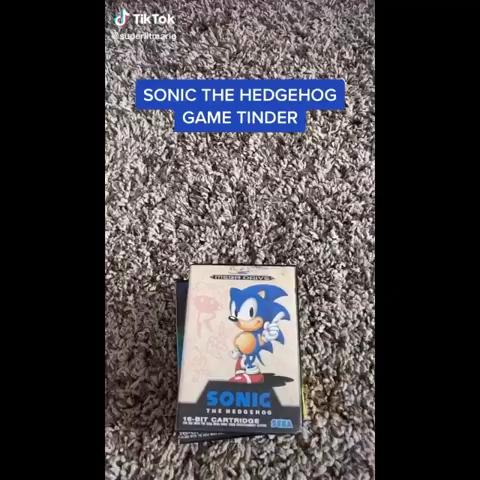 TikTok
SONIC THE HEDGEHOG
GAME TINDER
MEGA DRIVE
SONIC
THE HEDGEHOG
16-BIT CARTRIDGE
SEGA